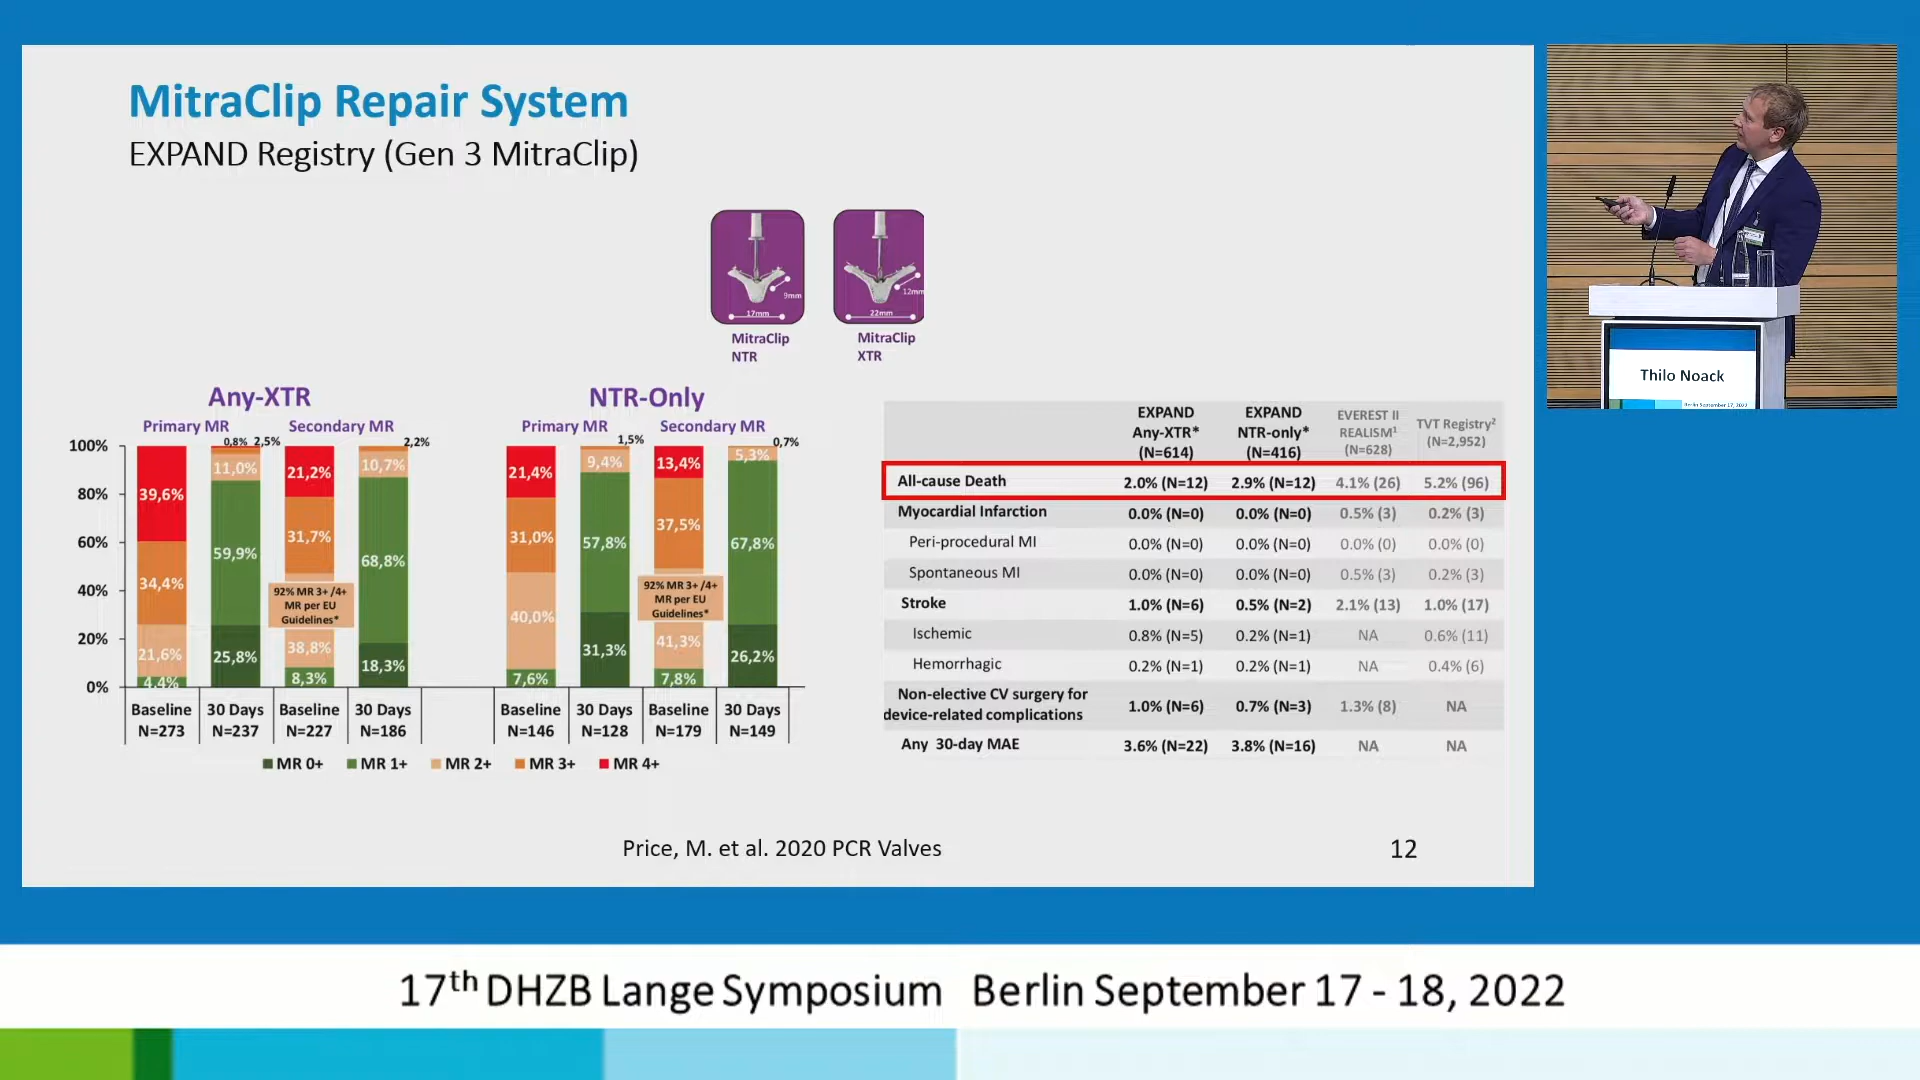 MitraClip Repair System
EXPAND Registry (Gen 3 MitraClip)
9mm
17mm
12mm
22mm
MitraClip
NTR
MitraClip
XTR
Any-XTR
Primary MR
Secondary MR
NTR-Only
Primary MR
Secondary MR
100%
80%
60%
40%
20%
0%
39,6%
34,4%
21,6%
4,4%
0,8%
2,5%
11,0%
59,9%
25,8%
21,2%
31,7%
92% MR 3+ /4+
MR per EU
Guidelines*
38,8%
8,3%
2,2%
10,7%
68,8%
18,3%
21,4%
31,0%
40,0%
7,6%
1,5%
9,4%
57,8%
31,3%
13,4%
37,5%
92% MR 3+ /4+
MR per EU
Guidelines*
41,3%
7,8%
0,7%
5,3%
67,8%
26,2%
Baseline 30 Days Baseline 30 Days
N=273 N=237 N=227 N=186
Baseline 30 Days Baseline 30 Days
N=146 N=128 N=179 N=149
MR 0+ MR 1+ MR 2+ MR 3+ MR 4+
EXPAND
Any-XTR*
(N=614)
EXPAND
NTR-only*
(N=416)
EVEREST II
REALISM¹
(N=628)
TVT Registry²
(N=2,952)
All-cause Death 2.0% (N=12) 2.9% (N=12) 4.1% (26) 5.2% (96)
Myocardial Infarction 0.0% (N=0) 0.0% (N=0) 0.5% (3) 0.2% (3)
Peri-procedural MI 0.0% (N=0) 0.0% (N=0) 0.0% (0) 0.0% (0)
Spontaneous MI 0.0% (N=0) 0.0% (N=0) 0.5% (3) 0.2% (3)
Stroke 1.0% (N=6) 0.5% (N=2) 2.1% (13) 1.0% (17)
Ischemic 0.8% (N=5) 0.2% (N=1) NA 0.6% (11)
Hemorrhagic 0.2% (N=1) 0.2% (N=1) NA 0.4% (6)
Non-elective CV surgery for
device-related complications 1.0% (N=6) 0.7% (N=3) 1.3% (8) NA
Any 30-day MAE 3.6% (N=22) 3.8% (N=16) NA NA
Price, M. et al. 2020 PCR Valves
12
Thilo Noack
Berlin September 17, 2022
17th DHZB Lange Symposium Berlin September 17 - 18, 2022